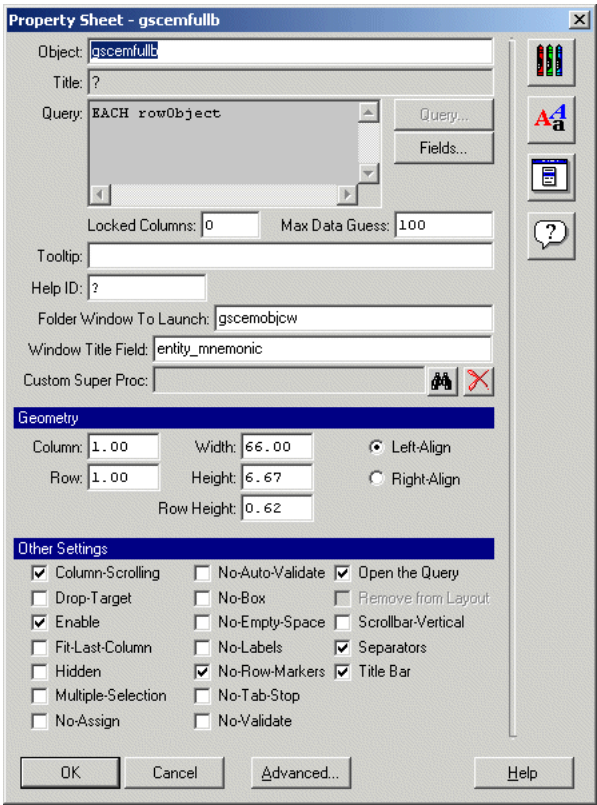 Property Sheet - gscemfullb
Object: gscemfullb
Title: ?
Query: EACH rowObject
Query...
Fields...
Locked Columns: 0 Max Data Guess: 100
Tooltip:
Help ID: ?
Folder Window To Launch: gscemobjcw
Window Title Field: entity_mnemonic
Custom Super Proc:
Geometry
Column: 1.00 Width: 66.00 Left-Align
Row: 1.00 Height: 6.67 Right-Align
Row Height: 0.62
Other Settings
Column-Scrolling No-Auto-Validate Open the Query
Drop-Target No-Box Remove from Layout
Enable No-Empty-Space Scrollbar-Vertical
Fit-Last-Column No-Labels Separators
Hidden No-Row-Markers Title Bar
Multiple-Selection No-Tab-Stop
No-Assign No-Validate
OK Cancel Advanced... Help